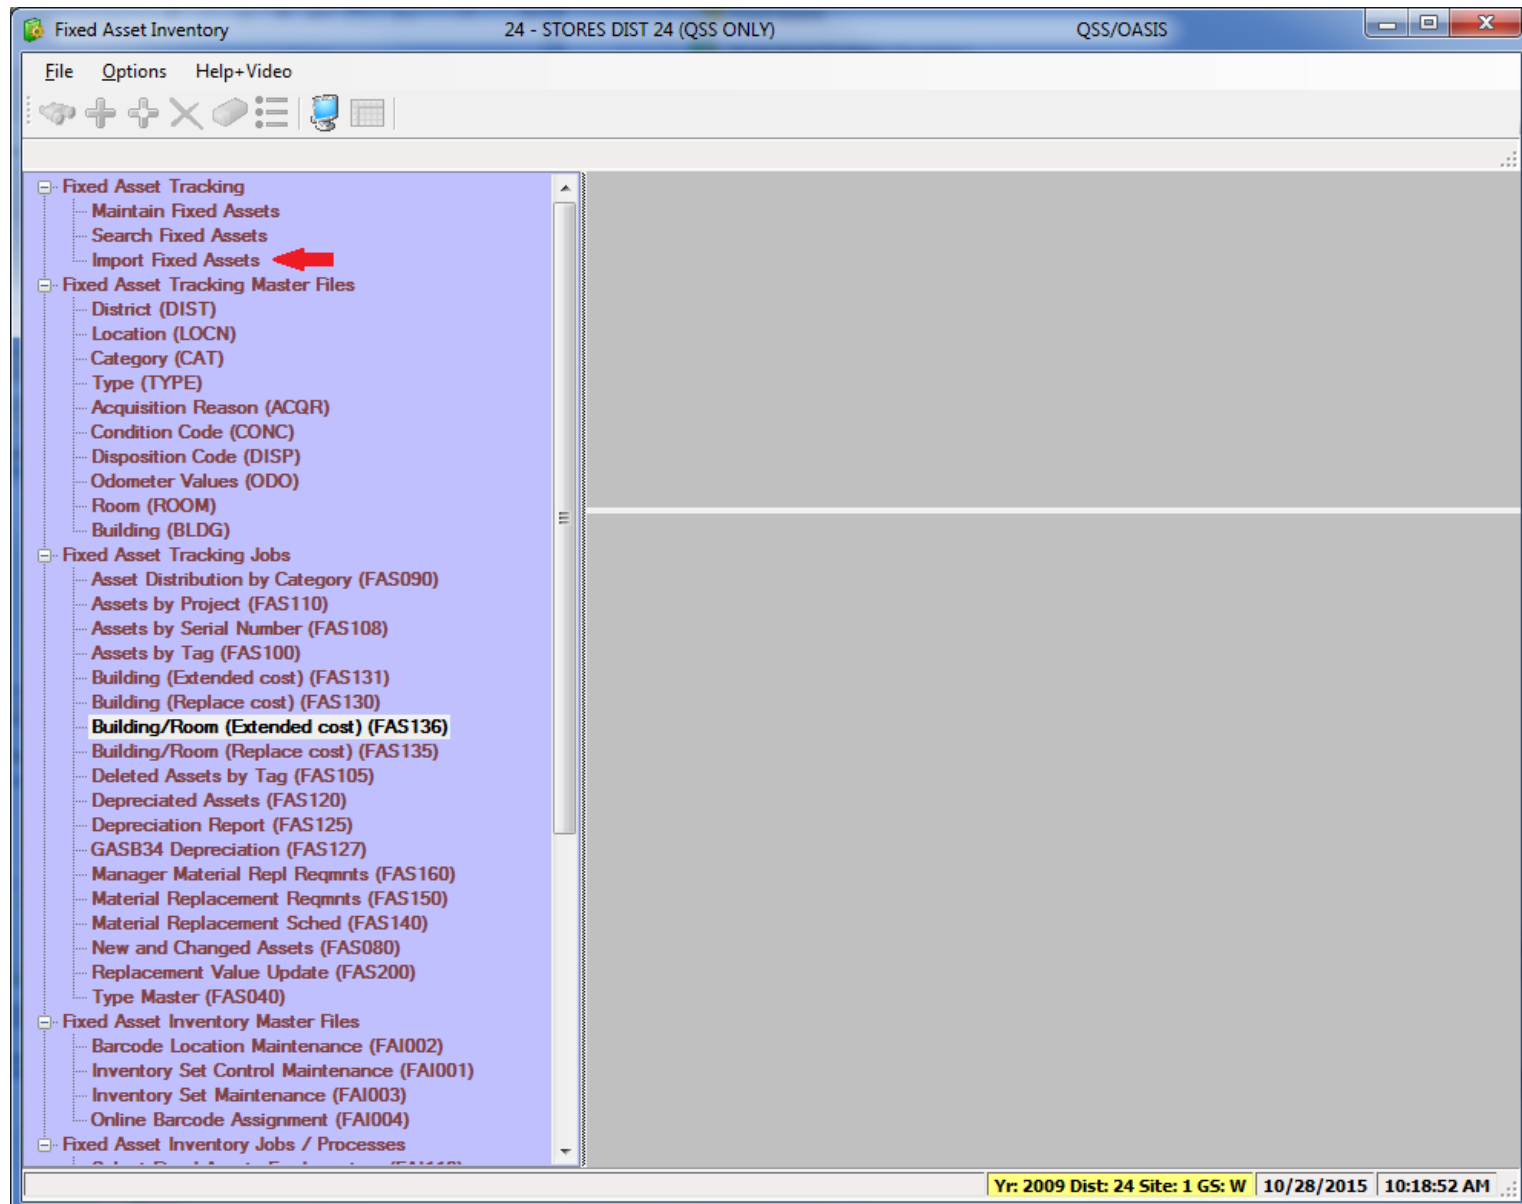 Fixed Asset Inventory 24 - STORES DIST 24 (QSS ONLY) QSS/OASIS
File Options Help+Video
Fixed Asset Tracking
Maintain Fixed Assets
Search Fixed Assets
Import Fixed Assets
Fixed Asset Tracking Master Files
District (DIST)
Location (LOCN)
Category (CAT)
Type (TYPE)
Acquisition Reason (ACQR)
Condition Code (CONC)
Disposition Code (DISP)
Odometer Values (ODO)
Room (ROOM)
Building (BLDG)
Fixed Asset Tracking Jobs
Asset Distribution by Category (FAS090)
Assets by Project (FAS110)
Assets by Serial Number (FAS108)
Assets by Tag (FAS100)
Building (Extended cost) (FAS131)
Building (Replace cost) (FAS130)
Building/Room (Extended cost) (FAS136)
Building/Room (Replace cost) (FAS135)
Deleted Assets by Tag (FAS105)
Depreciated Assets (FAS120)
Depreciation Report (FAS125)
GASB34 Depreciation (FAS127)
Manager Material Repl Reqmnts (FAS160)
Material Replacement Reqmnts (FAS150)
Material Replacement Sched (FAS140)
New and Changed Assets (FAS080)
Replacement Value Update (FAS200)
Type Master (FAS040)
Fixed Asset Inventory Master Files
Barcode Location Maintenance (FAI002)
Inventory Set Control Maintenance (FAI001)
Inventory Set Maintenance (FAI003)
Online Barcode Assignment (FAI004)
Fixed Asset Inventory Jobs / Processes
Yr: 2009 Dist: 24 Site: 1 GS: W 10/28/2015 10:18:52 AM